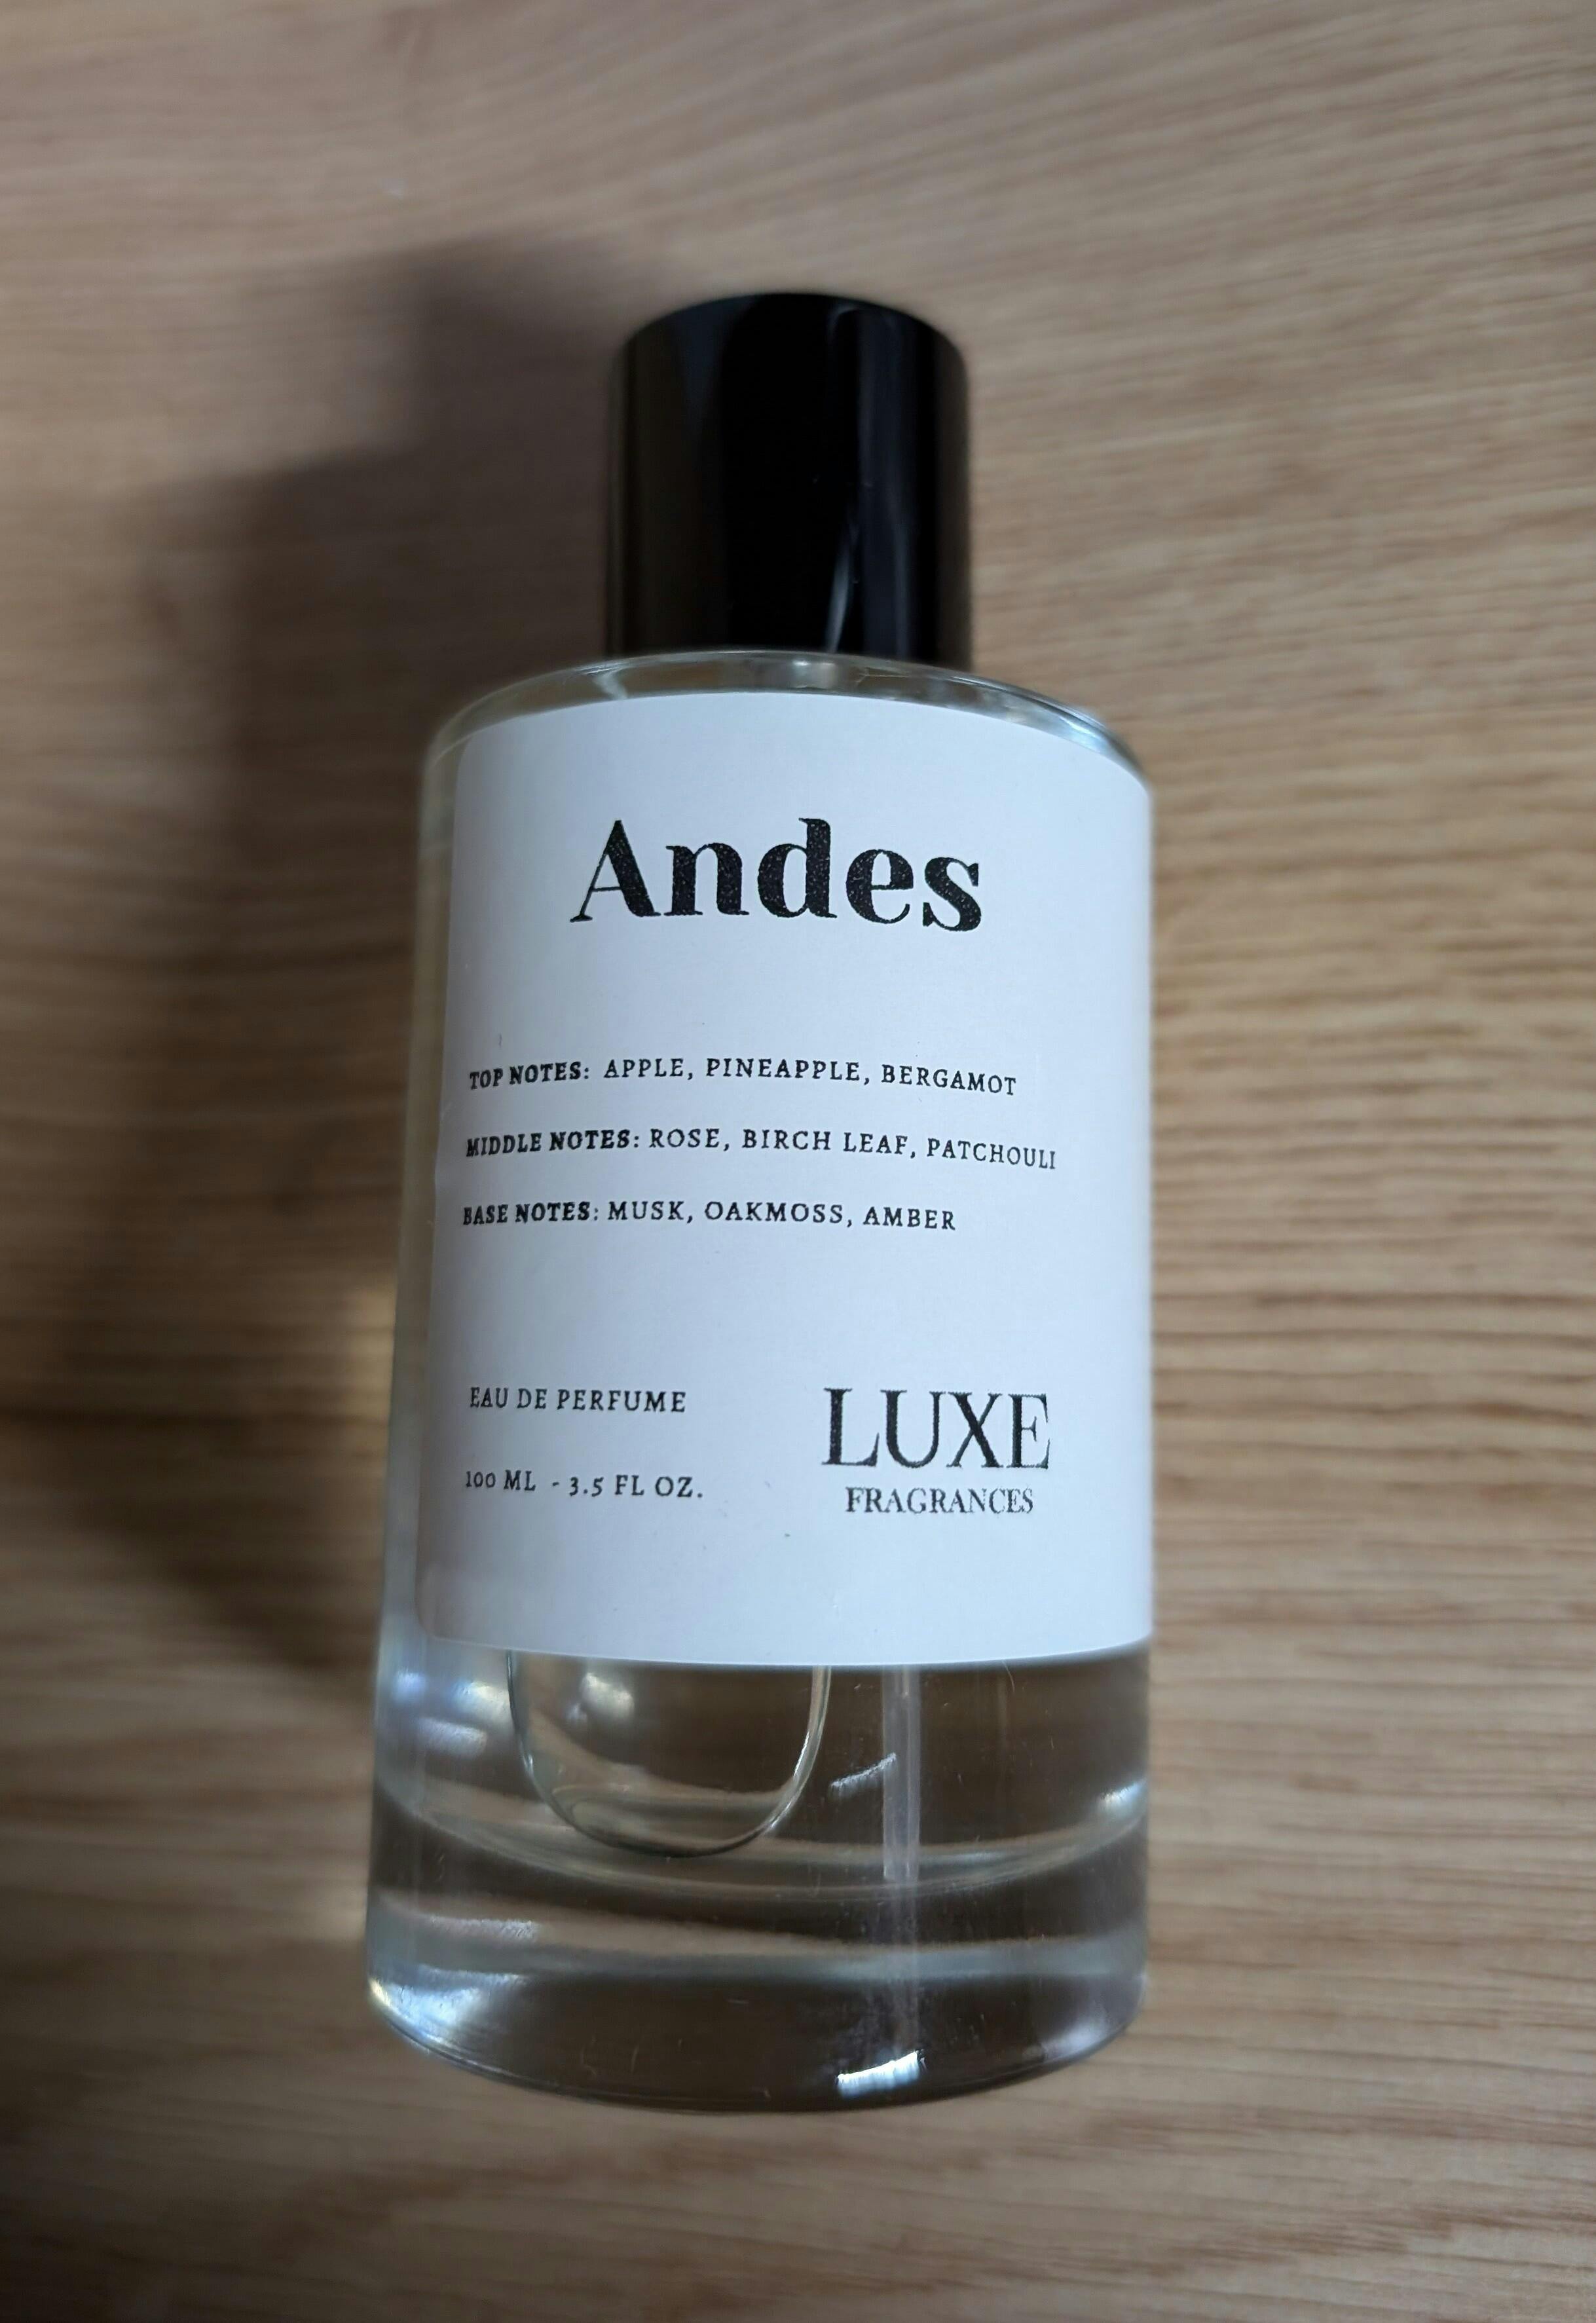 Andes
TOP NOTES: APPLE, PINEAPPLE, BERGAMOT
MIDDLE NOTES: ROSE, BIRCH LEAF, PATCHOULI
BASE NOTES: MUSK, OAKMOSS, AMBER
EAU DE PERFUME
100 ML - 3.5 FL OZ.
LUXE
FRAGRANCES